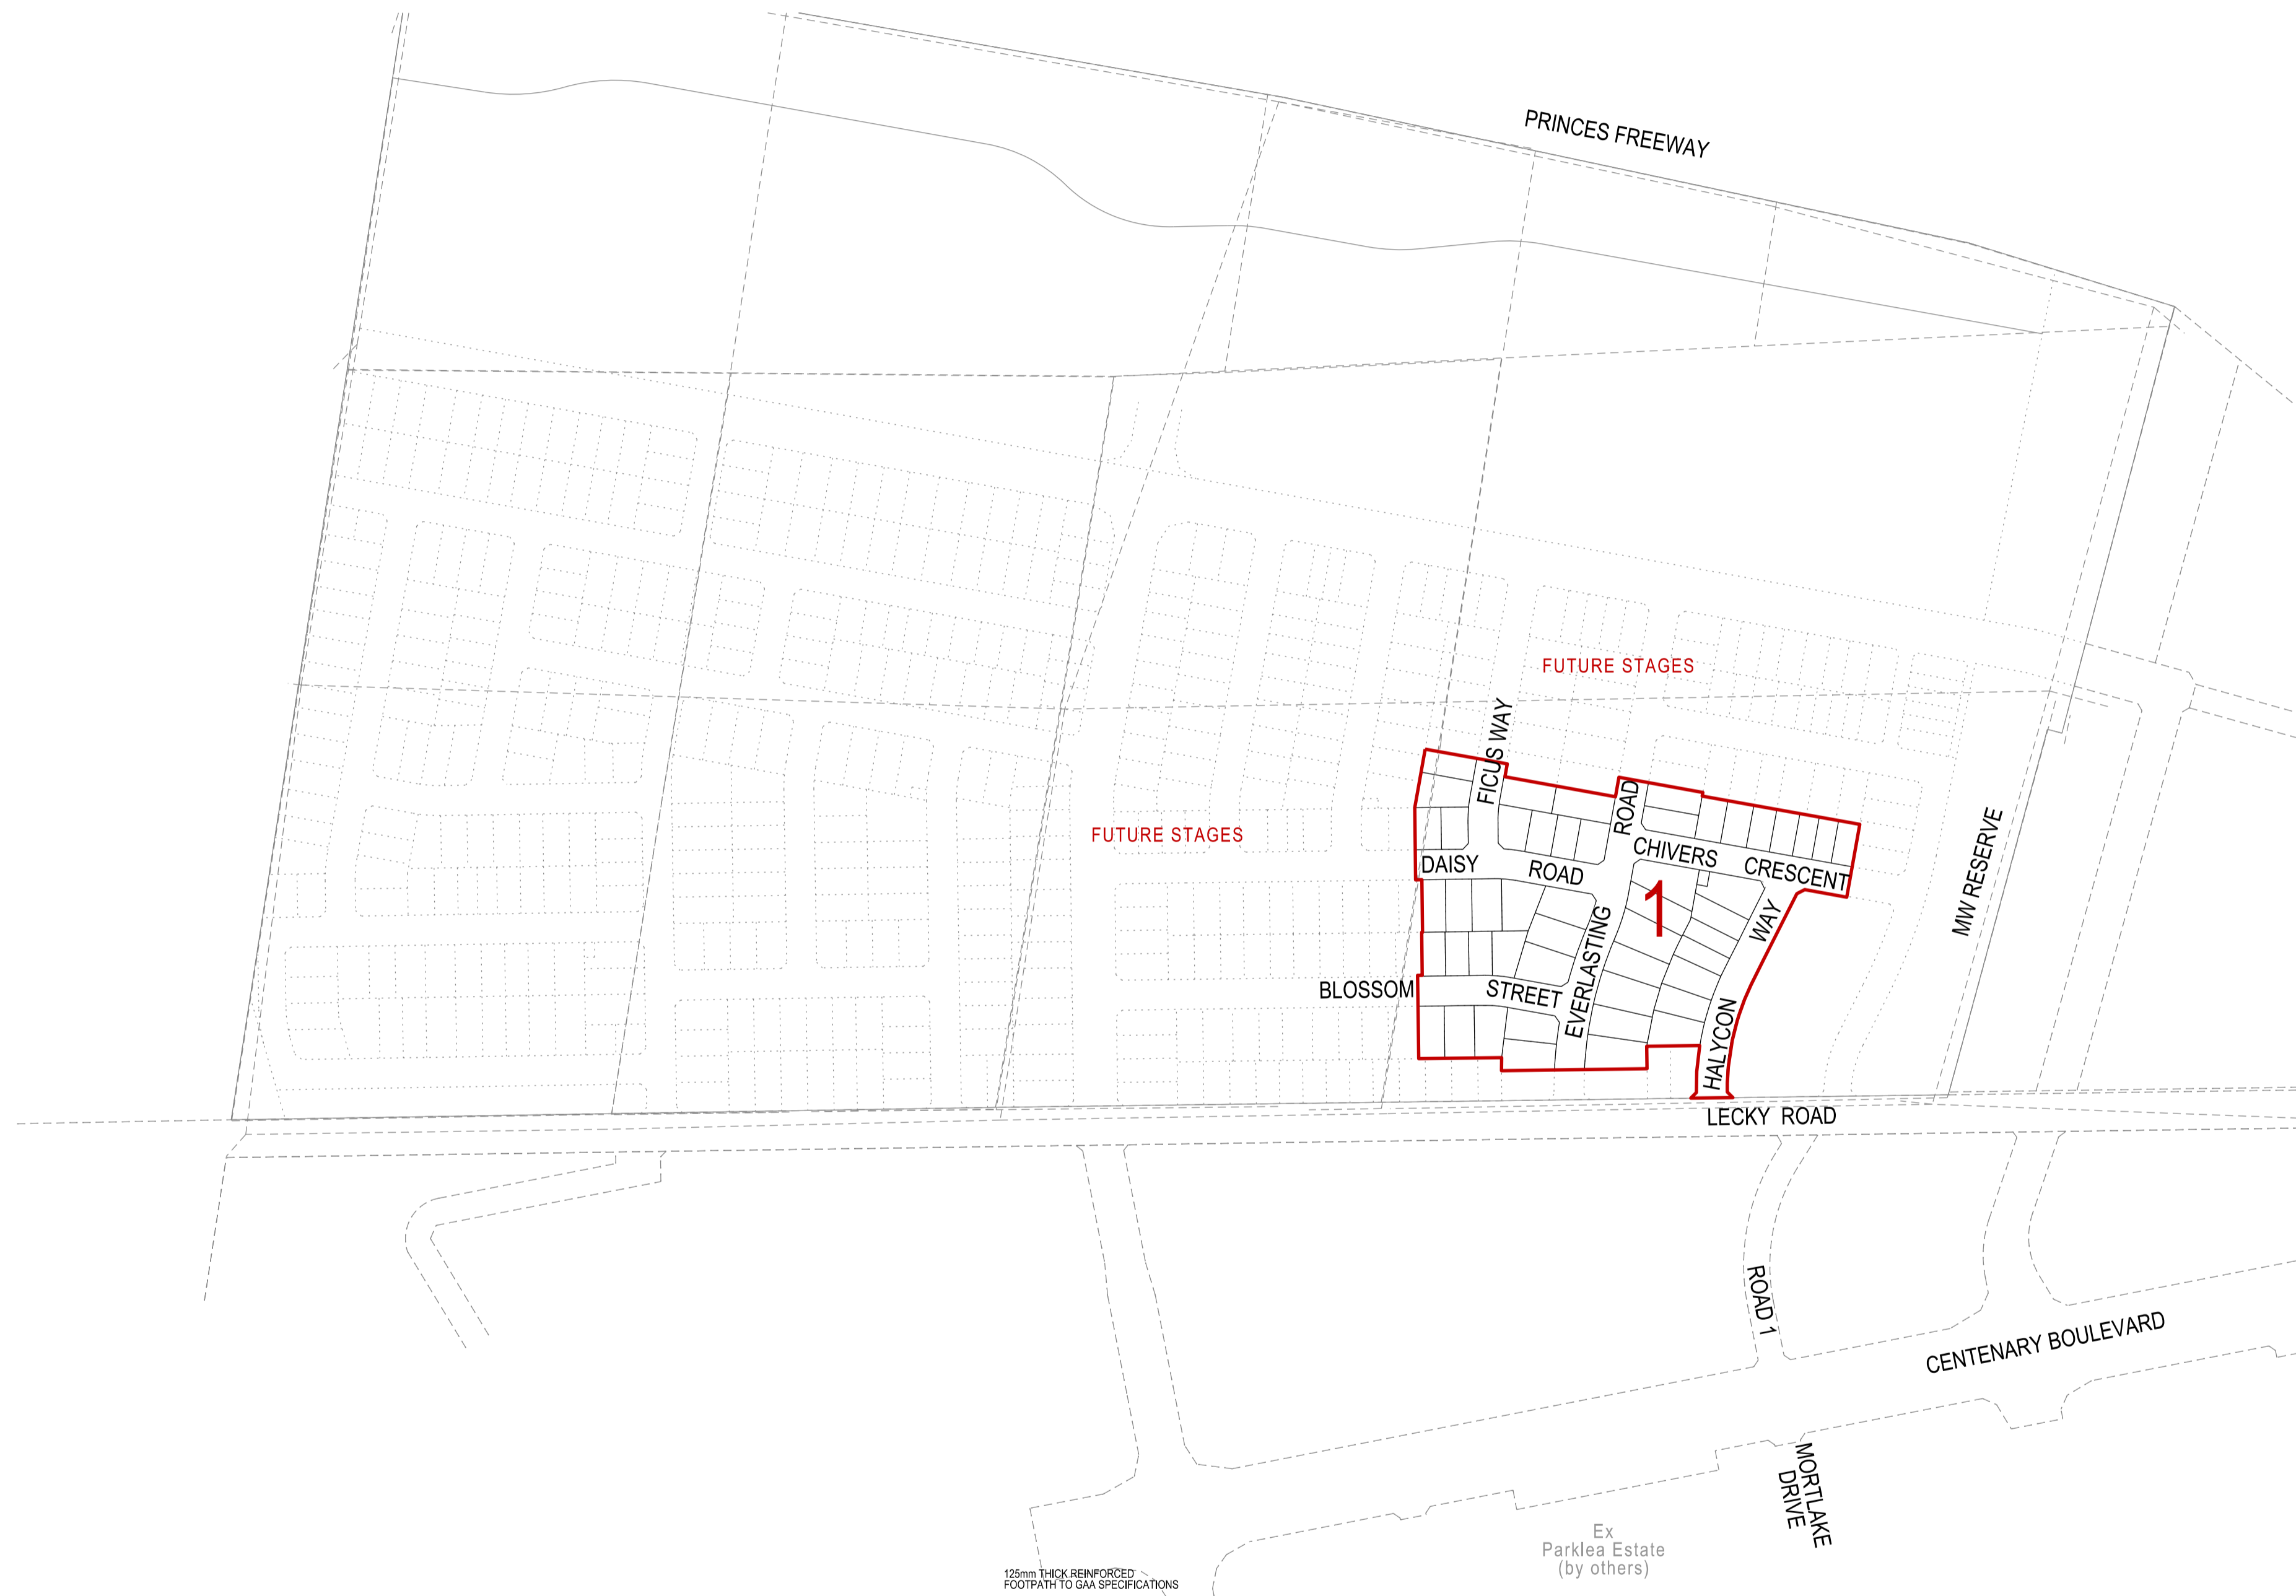 PRINCES FREEWAY
FUTURE STAGES
FICUS WAY
ROAD
FUTURE STAGES
CHIVERS
CRESCENT
DAISY
ROAD
1
WAY
MW RESERVE
EVERLASTING
BLOSSOM
STREET
HALYCON
LECKY ROAD
ROAD 1
CENTENARY BOULEVARD
MORTLAKE
DRIVE
Ex
Parklea Estate
(by others)
125mm THICK REINFORCED
FOOTPATH TO GAA SPECIFICATIONS